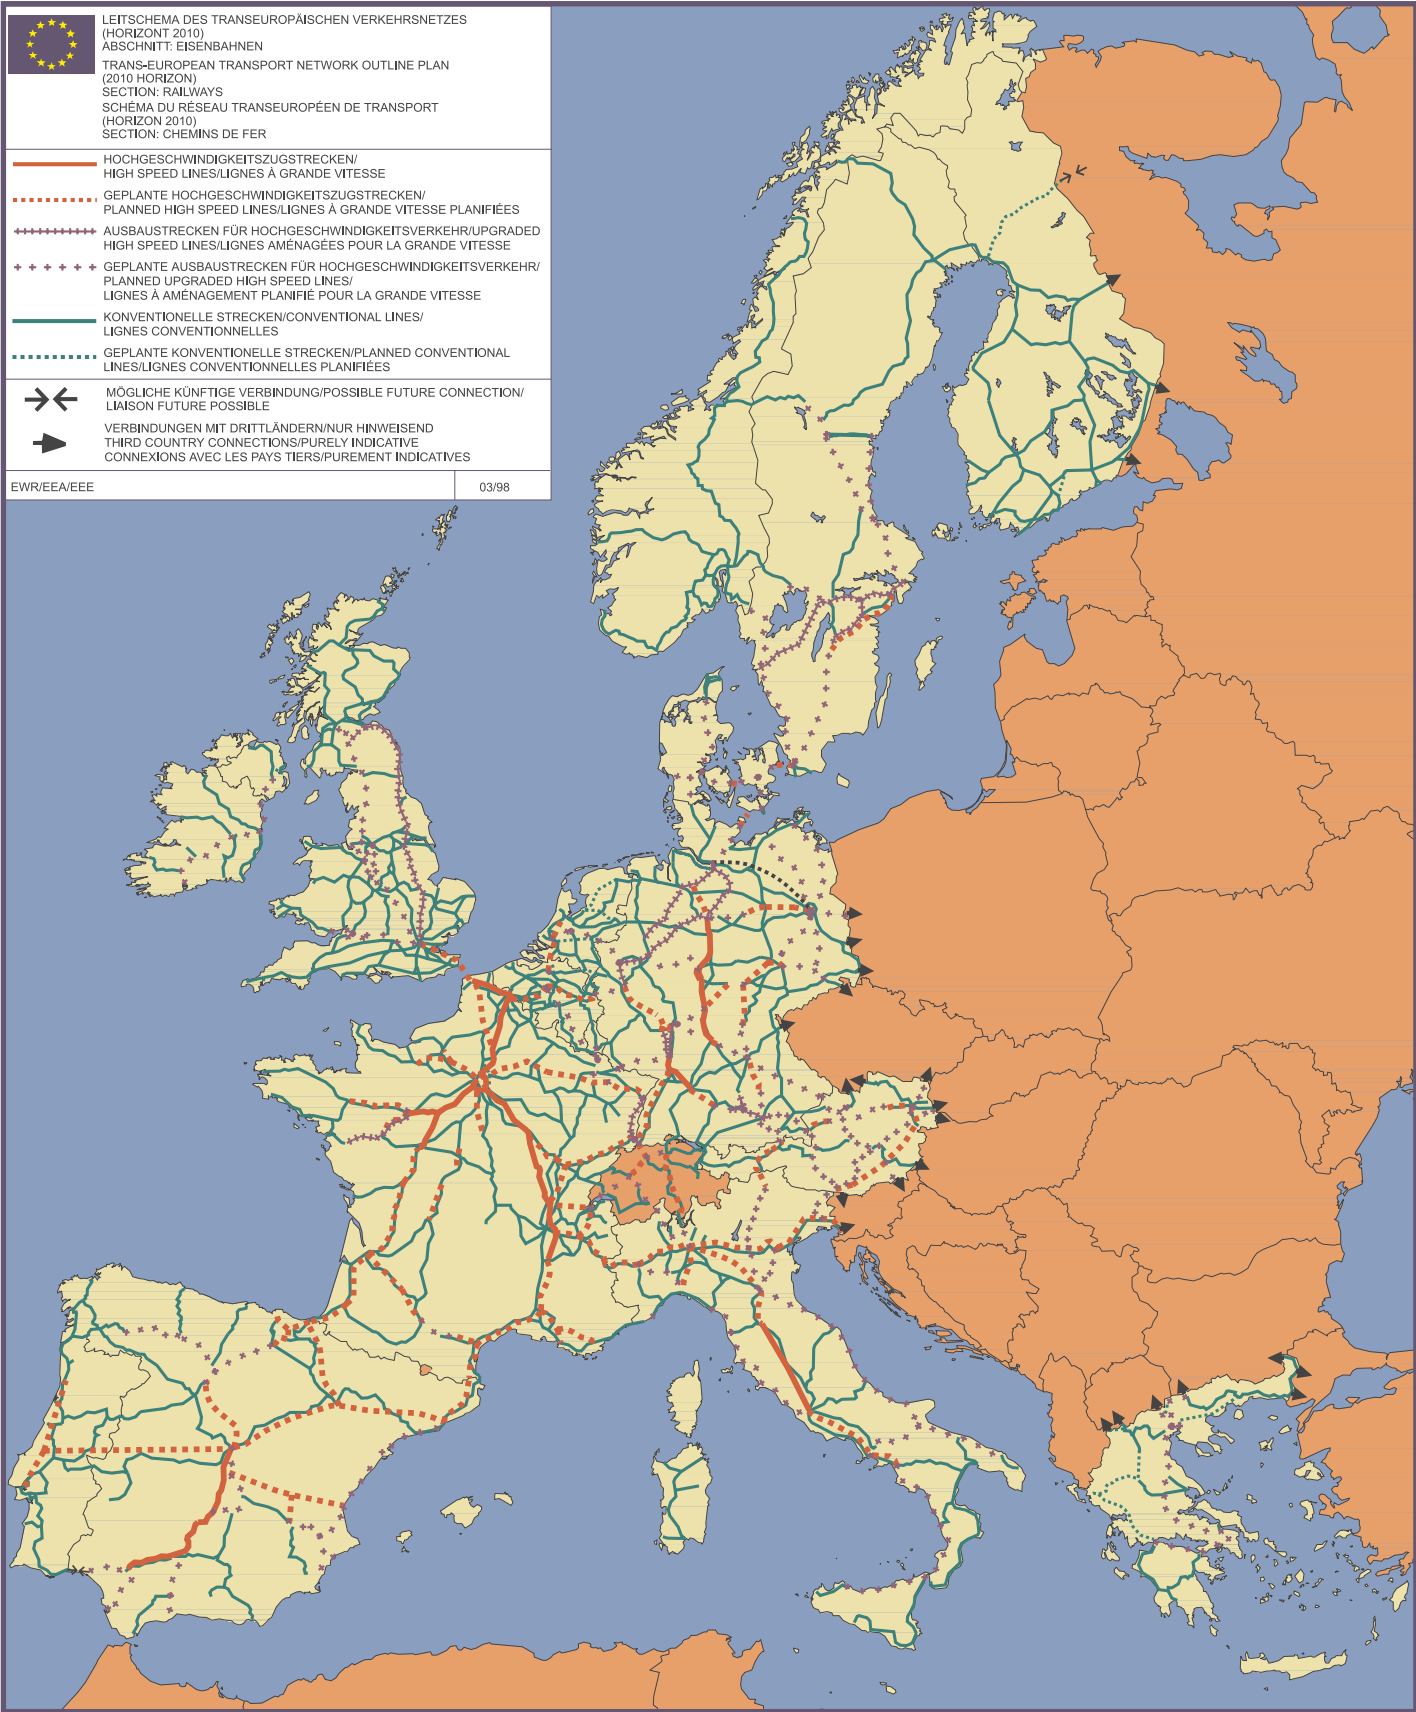 LEITSCHEMA DES TRANSEUROPÄISCHEN VERKEHRSNETZES
(HORIZONT 2010)
ABSCHNITT: EISENBAHNEN
TRANS-EUROPEAN TRANSPORT NETWORK OUTLINE PLAN
(2010 HORIZON)
SECTION: RAILWAYS
SCHÉMA DU RÉSEAU TRANSEUROPÉEN DE TRANSPORT
(HORIZON 2010)
SECTION: CHEMINS DE FER
HOCHGESCHWINDIGKEITSZUGSTRECKEN/
HIGH SPEED LINES/LIGNES À GRANDE VITESSE
GEPLANTE HOCHGESCHWINDIGKEITSZUGSTRECKEN/
PLANNED HIGH SPEED LINES/LIGNES À GRANDE VITESSE PLANIFIÉES
AUSBAUSTRECKEN FÜR HOCHGESCHWINDIGKEITSVERKEHR/UPGRADED
HIGH SPEED LINES/LIGNES AMÉNAGÉES POUR LA GRANDE VITESSE
GEPLANTE AUSBAUSTRECKEN FÜR HOCHGESCHWINDIGKEITSVERKEHR/
PLANNED UPGRADED HIGH SPEED LINES/
LIGNES À AMÉNAGEMENT PLANIFIÉ POUR LA GRANDE VITESSE
KONVENTIONELLE STRECKEN/CONVENTIONAL LINES/
LIGNES CONVENTIONNELLES
GEPLANTE KONVENTIONELLE STRECKEN/PLANNED CONVENTIONAL
LINES/LIGNES CONVENTIONNELLES PLANIFIÉES
MÖGLICHE KÜNFTIGE VERBINDUNG/POSSIBLE FUTURE CONNECTION/
LIAISON FUTURE POSSIBLE
VERBINDUNGEN MIT DRITTLÄNDERN/NUR HINWEISEND
THIRD COUNTRY CONNECTIONS/PURELY INDICATIVE
CONNEXIONS AVEC LES PAYS TIERS/PUREMENT INDICATIVES
EWR/EEA/EEE
03/98